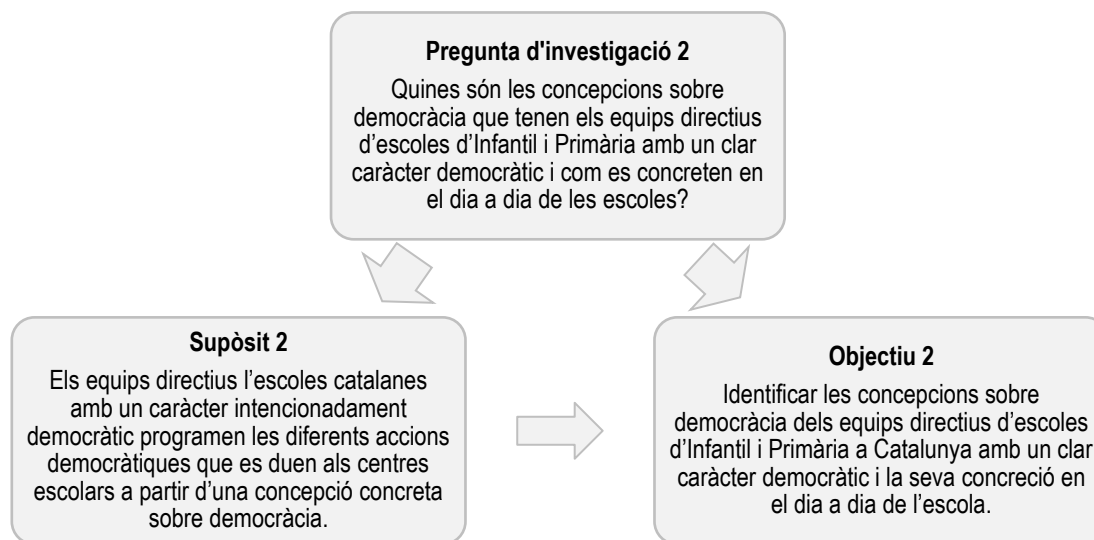 Pregunta d'investigació 2
Quines són les concepcions sobre
democràcia que tenen els equips directius
d’escoles d’Infantil i Primària amb un clar
caràcter democràtic i com es concreten en
el dia a dia de les escoles?
Supòsit 2
Els equips directius l’escoles catalanes
amb un caràcter intencionadament
democràtic programen les diferents accions
democràtiques que es duen als centres
escolars a partir d’una concepció concreta
sobre democràcia.
Objectiu 2
Identificar les concepcions sobre
democràcia dels equips directius d’escoles
d’Infantil i Primària a Catalunya amb un clar
caràcter democràtic i la seva concreció en
el dia a dia de l’escola.